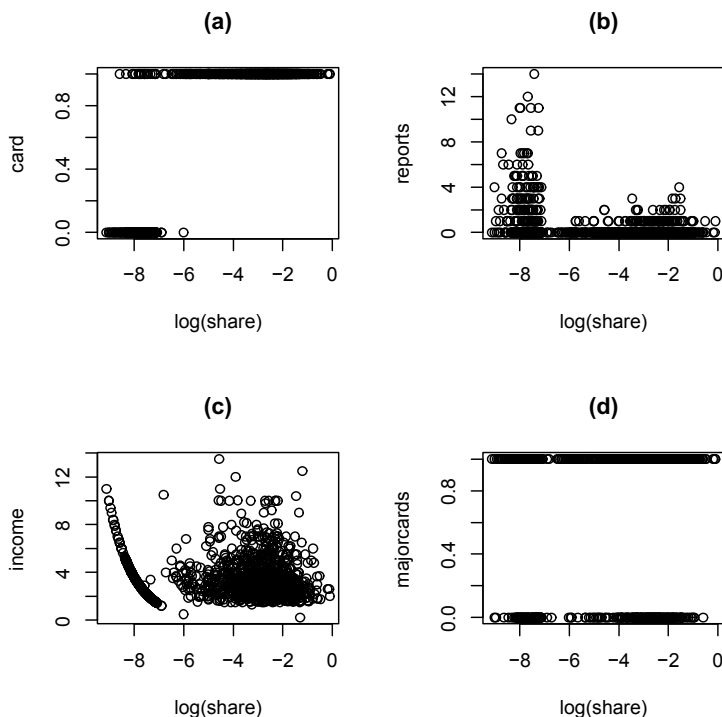 (a)
card
0.0 0.4 0.8
−8 −6 −4 −2 0
log(share)
(b)
reports
0 4 8 12
−8 −6 −4 −2 0
log(share)
(c)
income
0 4 8 12
−8 −6 −4 −2 0
log(share)
(d)
majorcards
0.0 0.4 0.8
−8 −6 −4 −2 0
log(share)